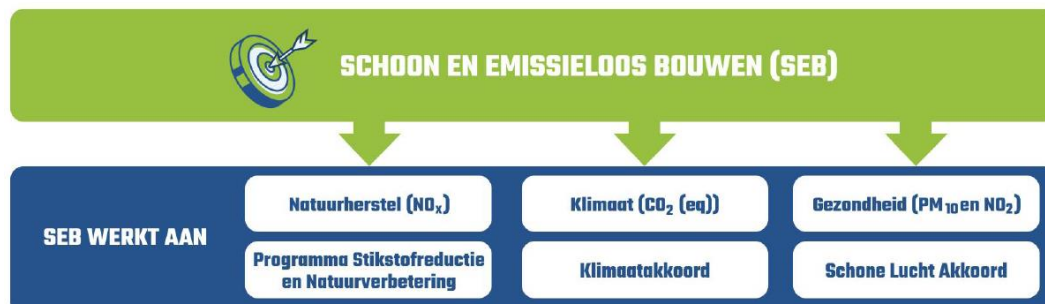 SCHOON EN EMISSIELOOS BOUWEN (SEB)
SEB WERKT AAN
Natuurherstel (NOₓ)
Klimaat (CO₂ (eq))
Gezondheid (PM₁₀ en NO₂)
Programma Stikstofreductie
en Natuurverbetering
Klimaatakkoord
Schone Lucht Akkoord